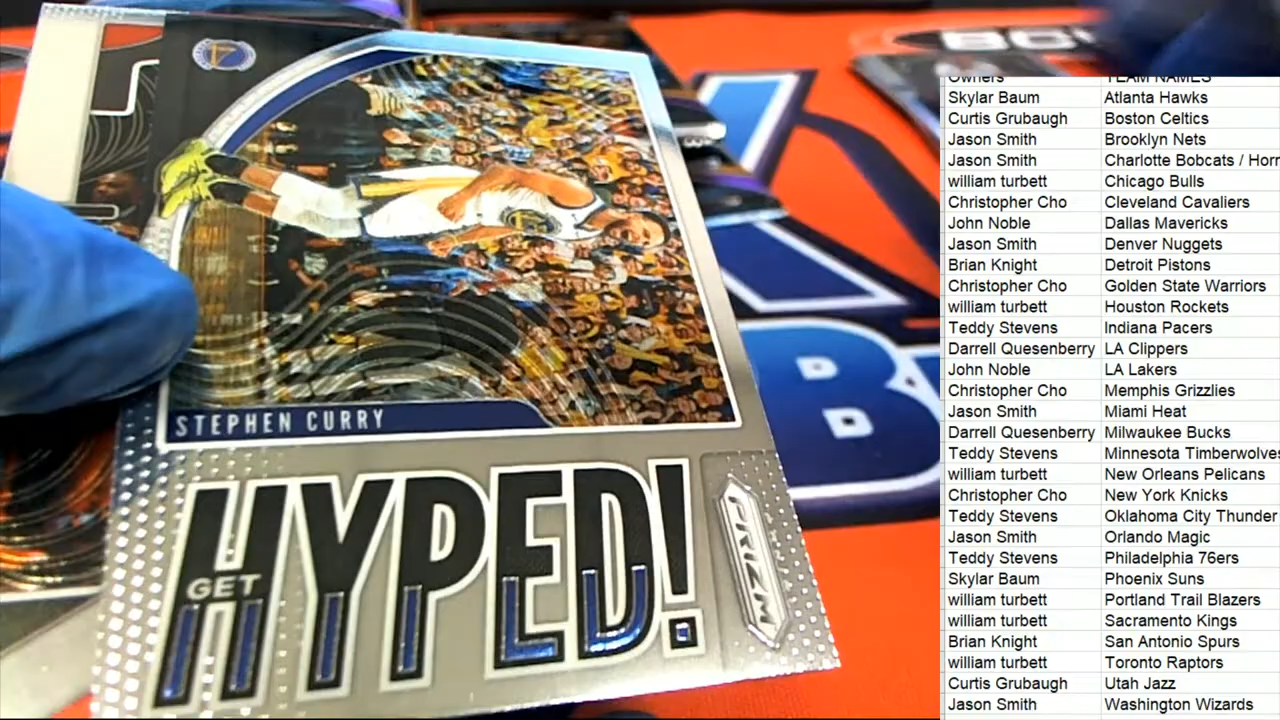 BO
STEPHEN CURRY
GET
HYPED!
PRIZM
B
Owners TEAM NAMES
Skylar Baum Atlanta Hawks
Curtis Grubaugh Boston Celtics
Jason Smith Brooklyn Nets
Jason Smith Charlotte Bobcats / Horr
william turbett Chicago Bulls
Christopher Cho Cleveland Cavaliers
John Noble Dallas Mavericks
Jason Smith Denver Nuggets
Brian Knight Detroit Pistons
Christopher Cho Golden State Warriors
william turbett Houston Rockets
Teddy Stevens Indiana Pacers
Darrell Quesenberry LA Clippers
John Noble LA Lakers
Christopher Cho Memphis Grizzlies
Jason Smith Miami Heat
Darrell Quesenberry Milwaukee Bucks
Teddy Stevens Minnesota Timberwolves
william turbett New Orleans Pelicans
Christopher Cho New York Knicks
Teddy Stevens Oklahoma City Thunder
Jason Smith Orlando Magic
Teddy Stevens Philadelphia 76ers
Skylar Baum Phoenix Suns
william turbett Portland Trail Blazers
william turbett Sacramento Kings
Brian Knight San Antonio Spurs
william turbett Toronto Raptors
Curtis Grubaugh Utah Jazz
Jason Smith Washington Wizards